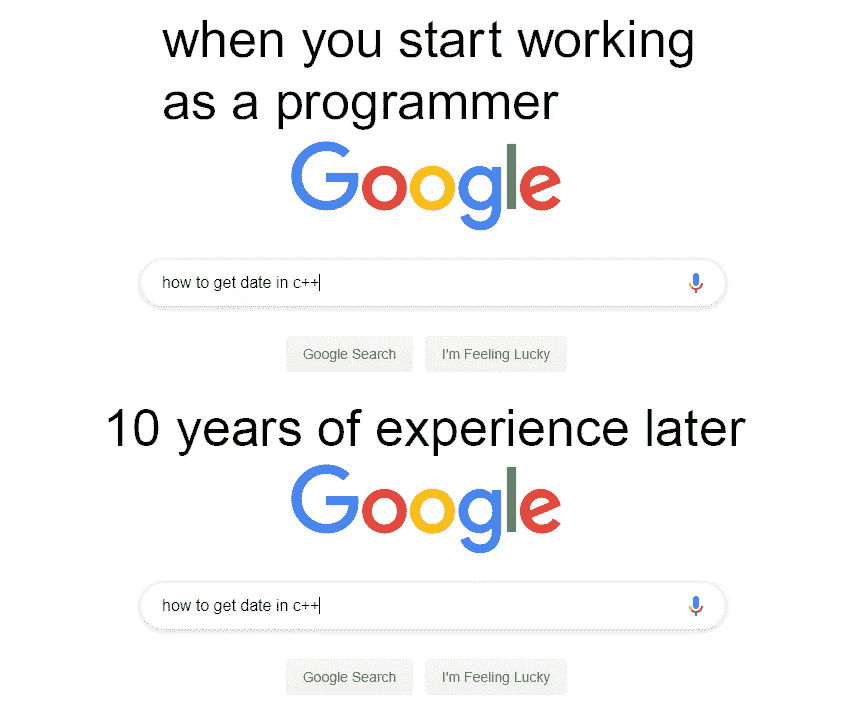 when you start working
as a programmer
Google
how to get date in c++
Google Search
I'm Feeling Lucky
10 years of experience later
Google
how to get date in c++
Google Search
I'm Feeling Lucky